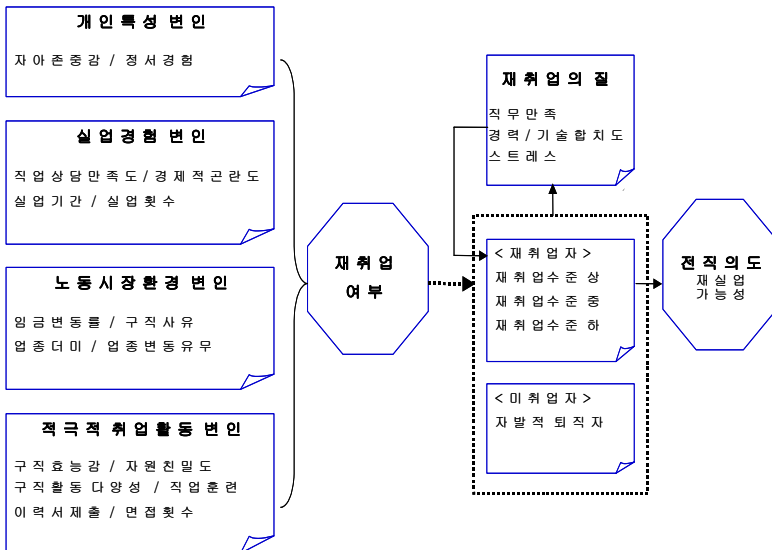 개인특성 변인
자아존중감 / 정서경험
실업경험 변인
직업상담만족도/경제적곤란도
실업기간 / 실업횟수
노동시장환경 변인
임금변동률 / 구직사유
업종더미 / 업종변동유무
적극적 취업활동 변인
구직효능감 / 자원친밀도
구직활동 다양성 / 직업훈련
이력서제출 / 면접횟수
재취업
여부
재취업의 질
직무만족
경력/기술합치도
스트레스
<재취업자>
재취업수준 상
재취업수준 중
재취업수준 하
<미취업자>
자발적 퇴직자
전직의도
재실업
가능성